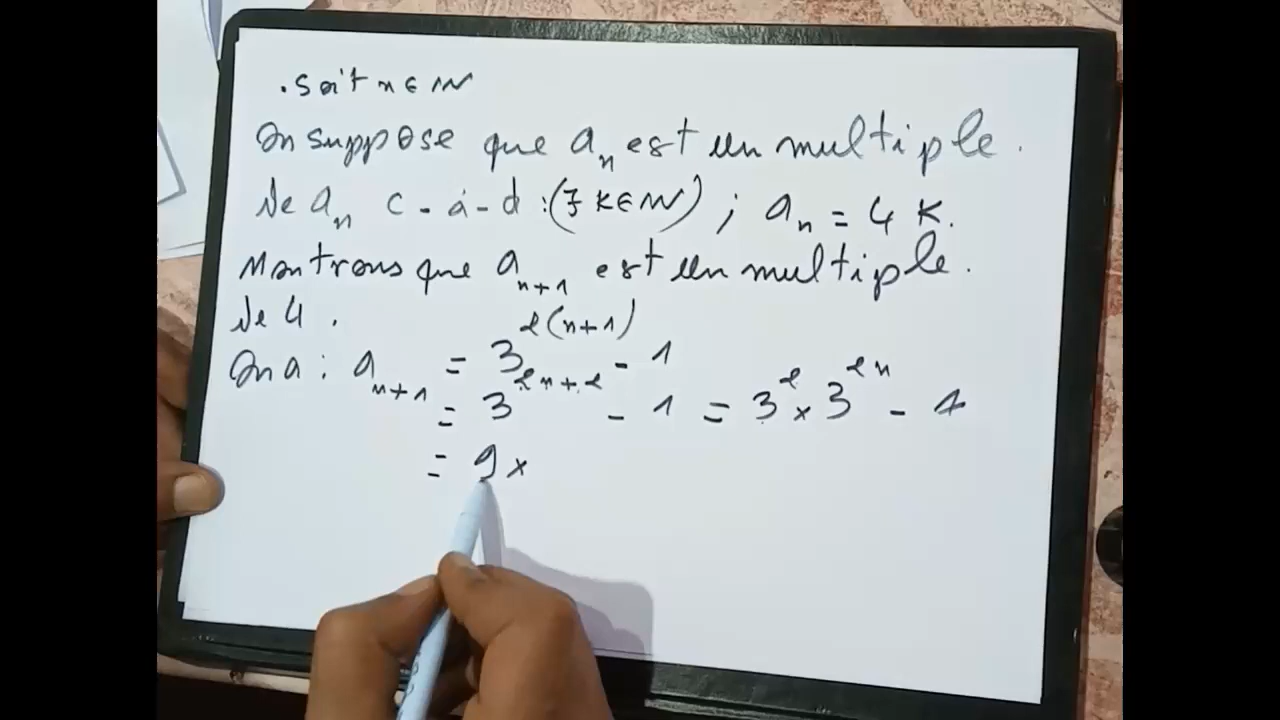 . Soit n ∈ IN
On suppose que aₙ est un multiple.
de aₙ c-à-d : (∃ K ∈ IN) ; aₙ = 4 K.
Montrons que aₙ₊₁ est un multiple.
de 4.
On a : aₙ₊₁ = 3^{2(n+1)} - 1
= 3^{2n+2} - 1 = 3^2 × 3^{2n} - 1
= 9 ×